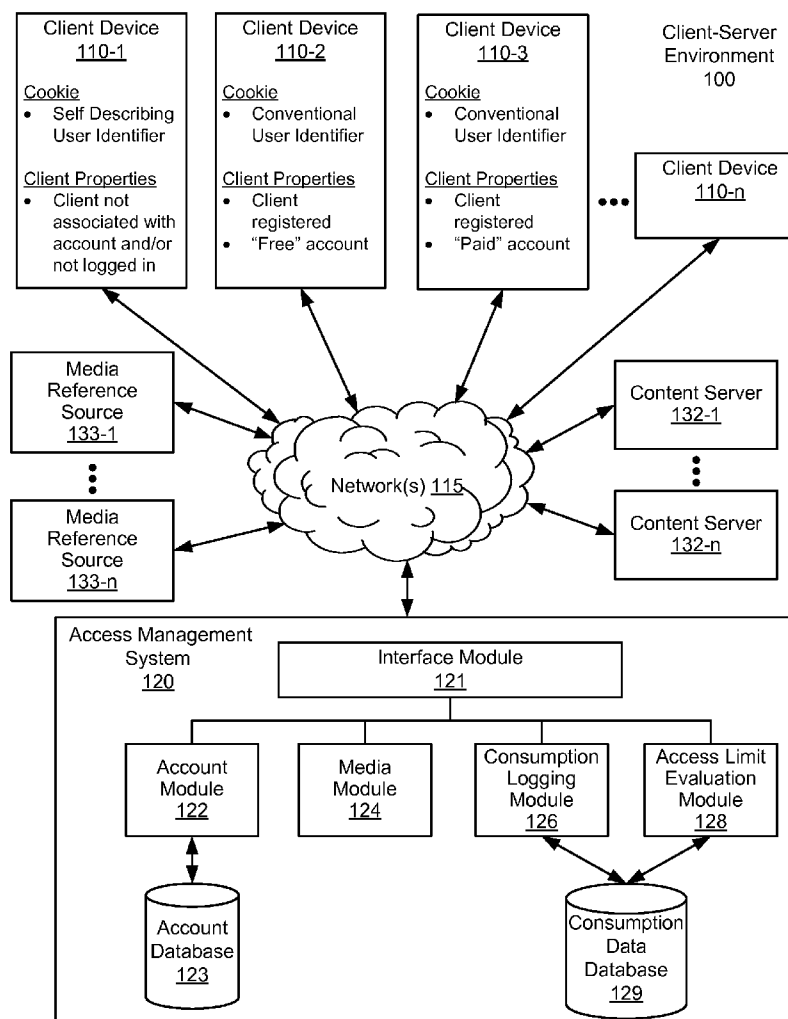 Client Device
110-1
Cookie
• Self Describing
User Identifier
Client Properties
• Client not
associated with
account and/or
not logged in
Client Device
110-2
Cookie
• Conventional
User Identifier
Client Properties
• Client
registered
• “Free” account
Client Device
110-3
Cookie
• Conventional
User Identifier
Client Properties
• Client
registered
• “Paid” account
Client-Server
Environment
100
Client Device
110-n
Media
Reference
Source
133-1
Media
Reference
Source
133-n
Network(s) 115
Content Server
132-1
Content Server
132-n
Access Management
System
120
Interface Module
121
Account
Module
122
Media
Module
124
Consumption
Logging
Module
126
Access Limit
Evaluation
Module
128
Account
Database
123
Consumption
Data
Database
129